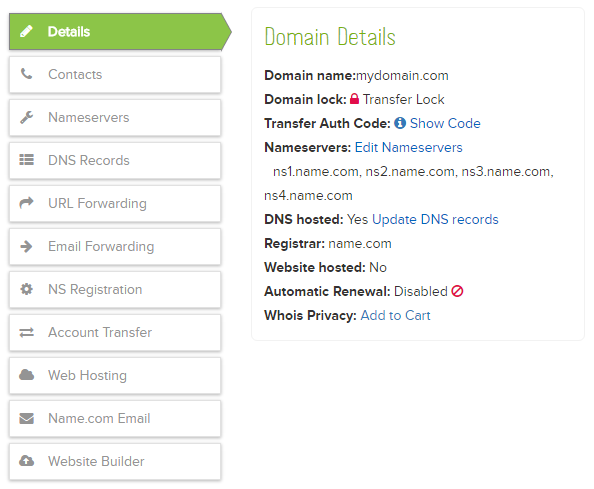 Details
Contacts
Nameservers
DNS Records
URL Forwarding
Email Forwarding
NS Registration
Account Transfer
Web Hosting
Name.com Email
Website Builder
Domain Details
Domain name:mydomain.com
Domain lock: Transfer Lock
Transfer Auth Code: Show Code
Nameservers: Edit Nameservers
ns1.name.com, ns2.name.com, ns3.name.com,
ns4.name.com
DNS hosted: Yes Update DNS records
Registrar: name.com
Website hosted: No
Automatic Renewal: Disabled
Whois Privacy: Add to Cart